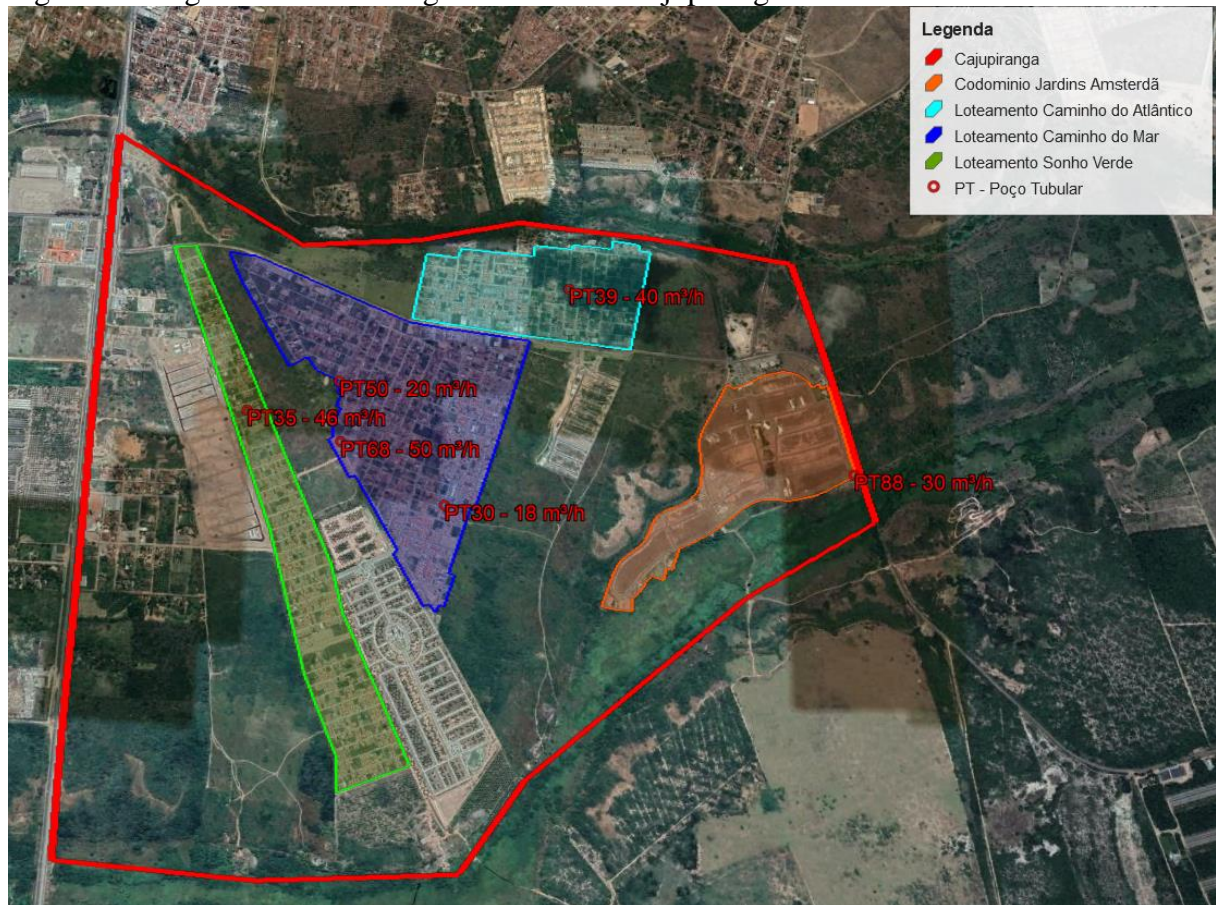 Legenda
Cajupiranga
Codominio Jardins Amsterdã
Loteamento Caminho do Atlântico
Loteamento Caminho do Mar
Loteamento Sonho Verde
PT - Poço Tubular
PT39 - 40 m³/h
PT50 - 20 m³/h
PT35 - 46 m³/h
PT68 - 50 m³/h
PT88 - 30 m³/h
PT30 - 18 m³/h